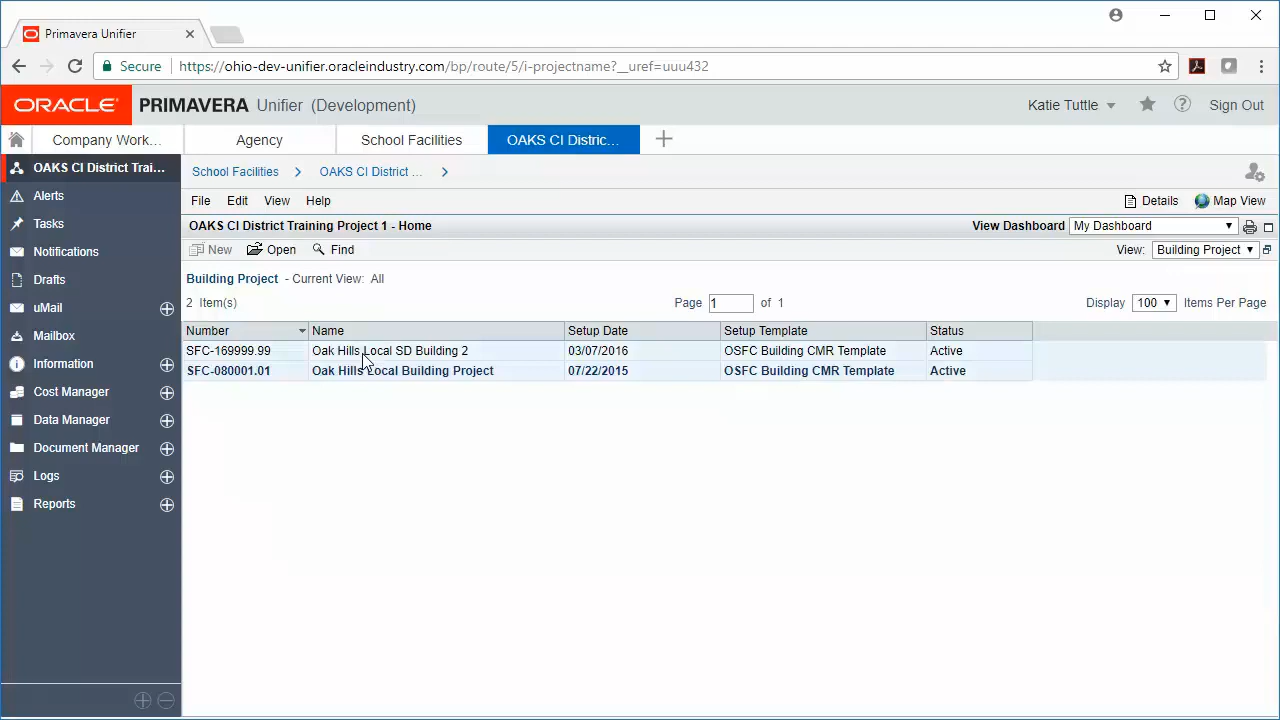 Primavera Unifier
Secure https://ohio-dev-unifier.oracleindustry.com/bp/route/5/i-projectname?__uref=uuu432
ORACLE PRIMAVERA Unifier (Development) Katie Tuttle Sign Out
Company Work... Agency School Facilities OAKS CI Distric...
OAKS CI District Trai...
Alerts
Tasks
Notifications
Drafts
uMail
Mailbox
Information
Cost Manager
Data Manager
Document Manager
Logs
Reports
School Facilities OAKS CI District ...
File Edit View Help Details Map View
OAKS CI District Training Project 1 - Home View Dashboard My Dashboard
New Open Find View: Building Project
Building Project - Current View: All
2 Item(s) Page 1 of 1 Display 100 Items Per Page
Number Name Setup Date Setup Template Status
SFC-169999.99 Oak Hills Local SD Building 2 03/07/2016 OSFC Building CMR Template Active
SFC-080001.01 Oak Hills Local Building Project 07/22/2015 OSFC Building CMR Template Active